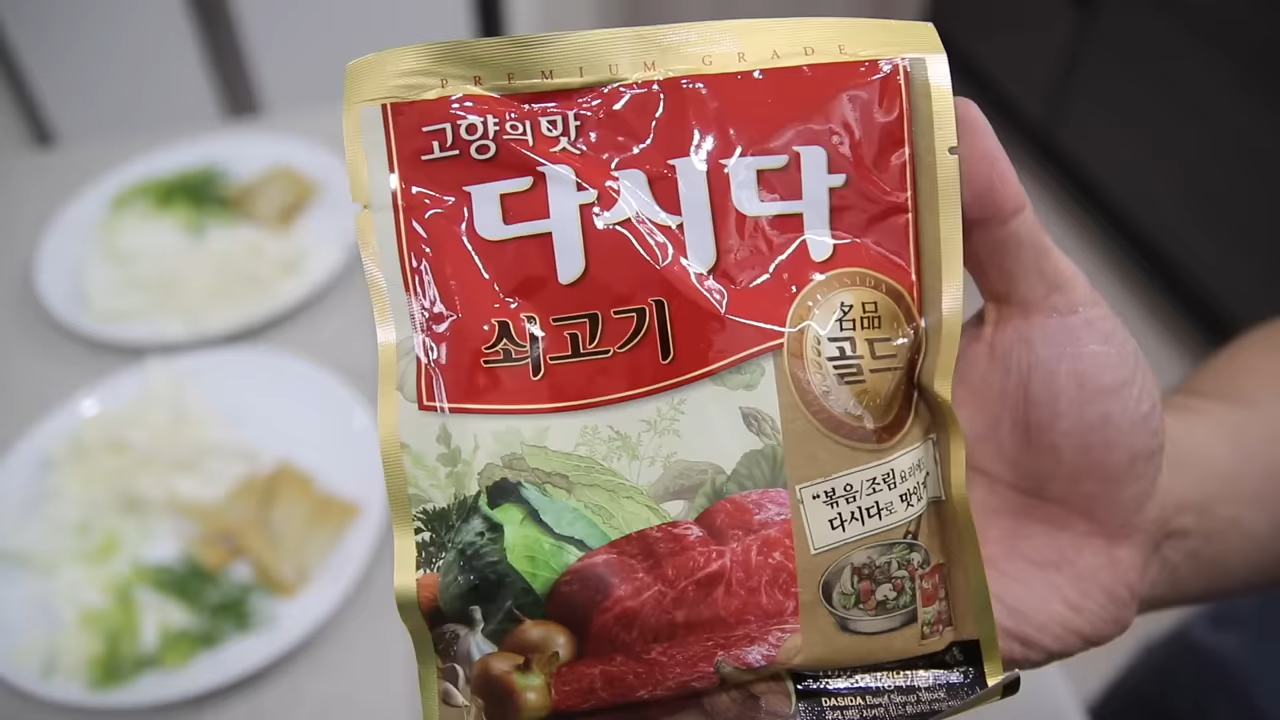 PREMIUM GRADE
고향의 맛
다시다
쇠고기
DASIDA
名品
골드
"볶음/조림 요리에도
다시다로 맛있게"
DASIDA Beef Soup Stock